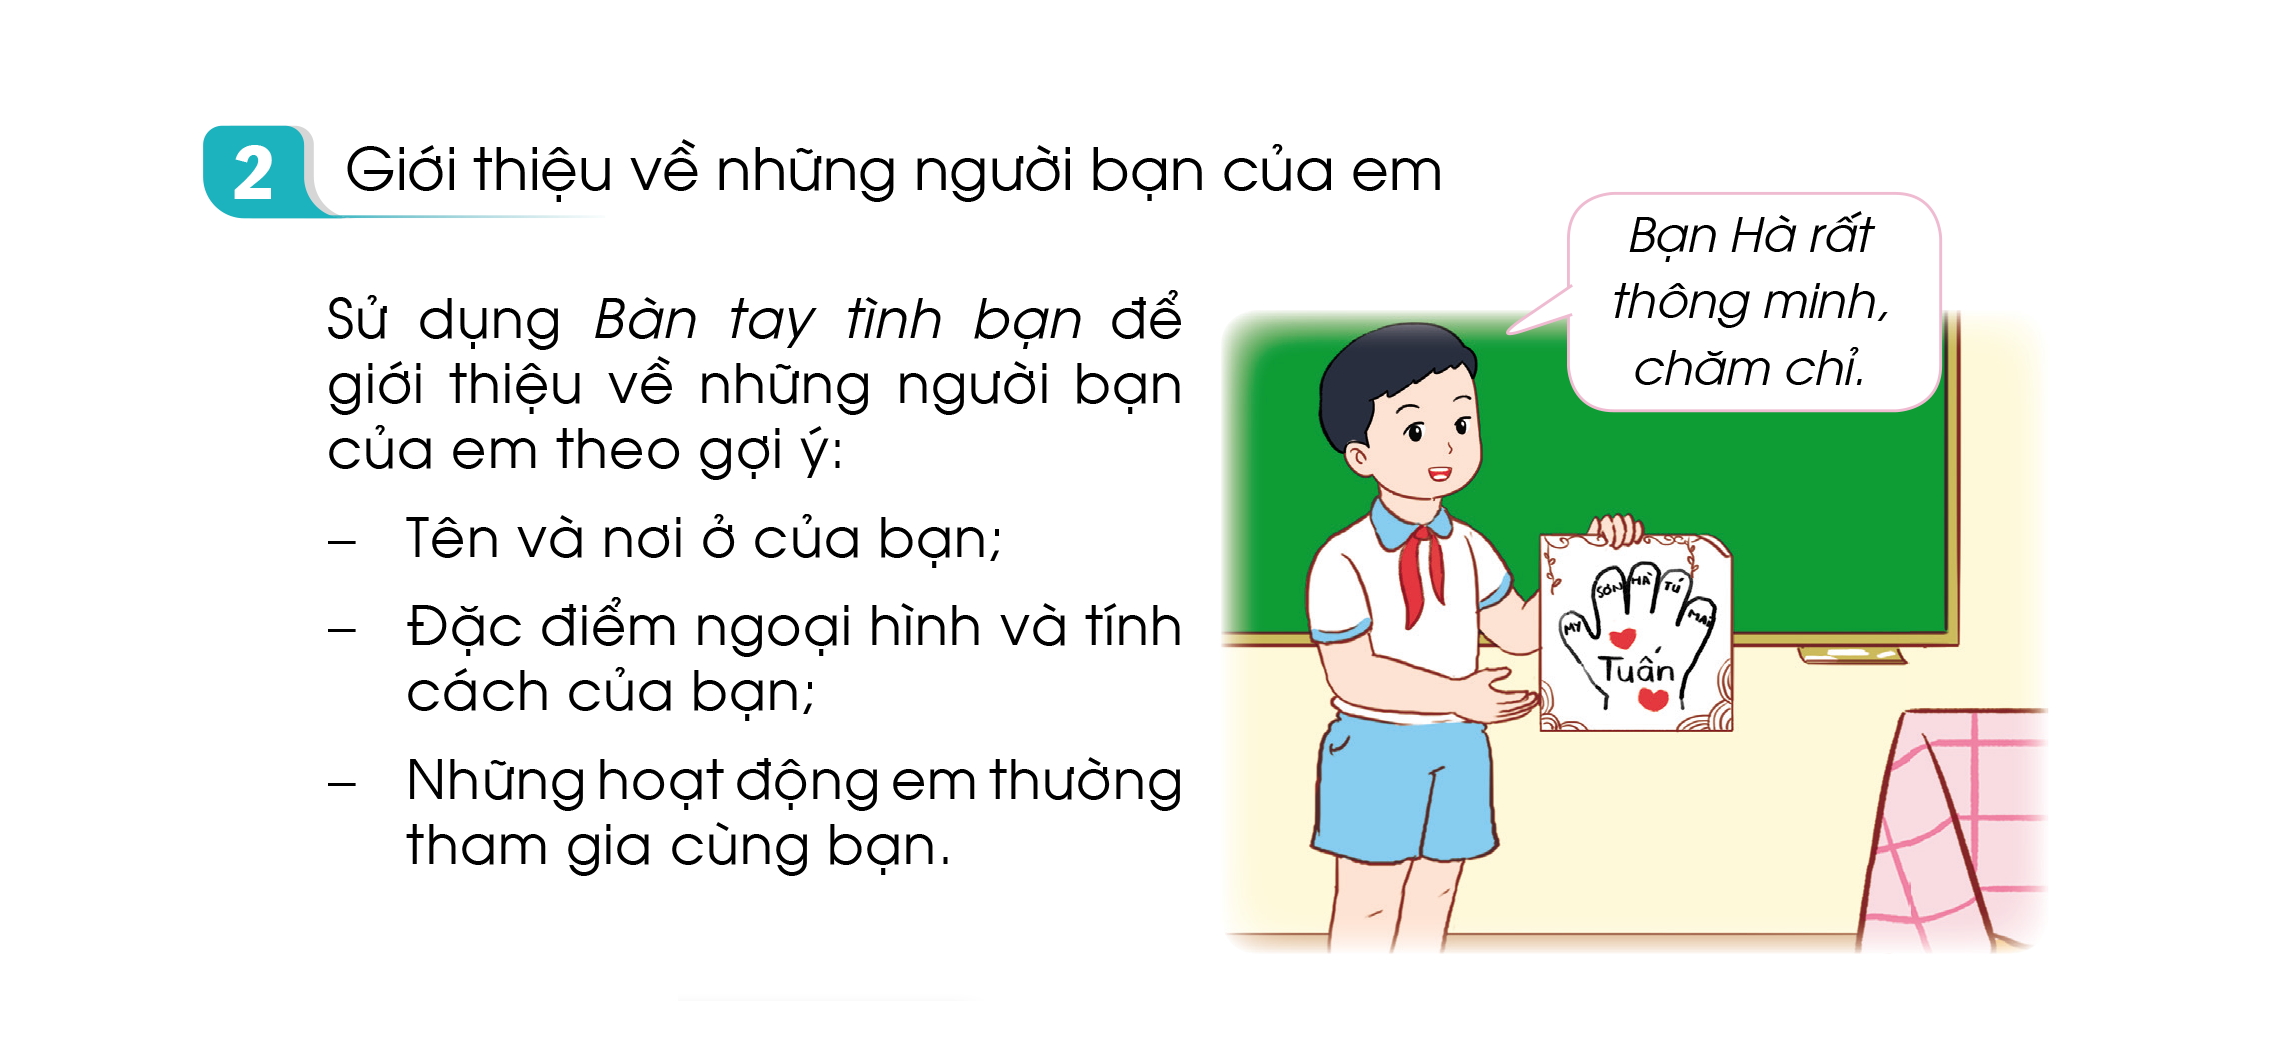 2 Giới thiệu về những người bạn của em
Bạn Hà rất
thông minh,
chăm chỉ.
Sử dụng Bàn tay tình bạn để
giới thiệu về những người bạn
của em theo gợi ý:
– Tên và nơi ở của bạn;
– Đặc điểm ngoại hình và tính
cách của bạn;
– Những hoạt động em thường
tham gia cùng bạn.
MY
SƠN
HÀ
TÚ
MAI
Tuấn